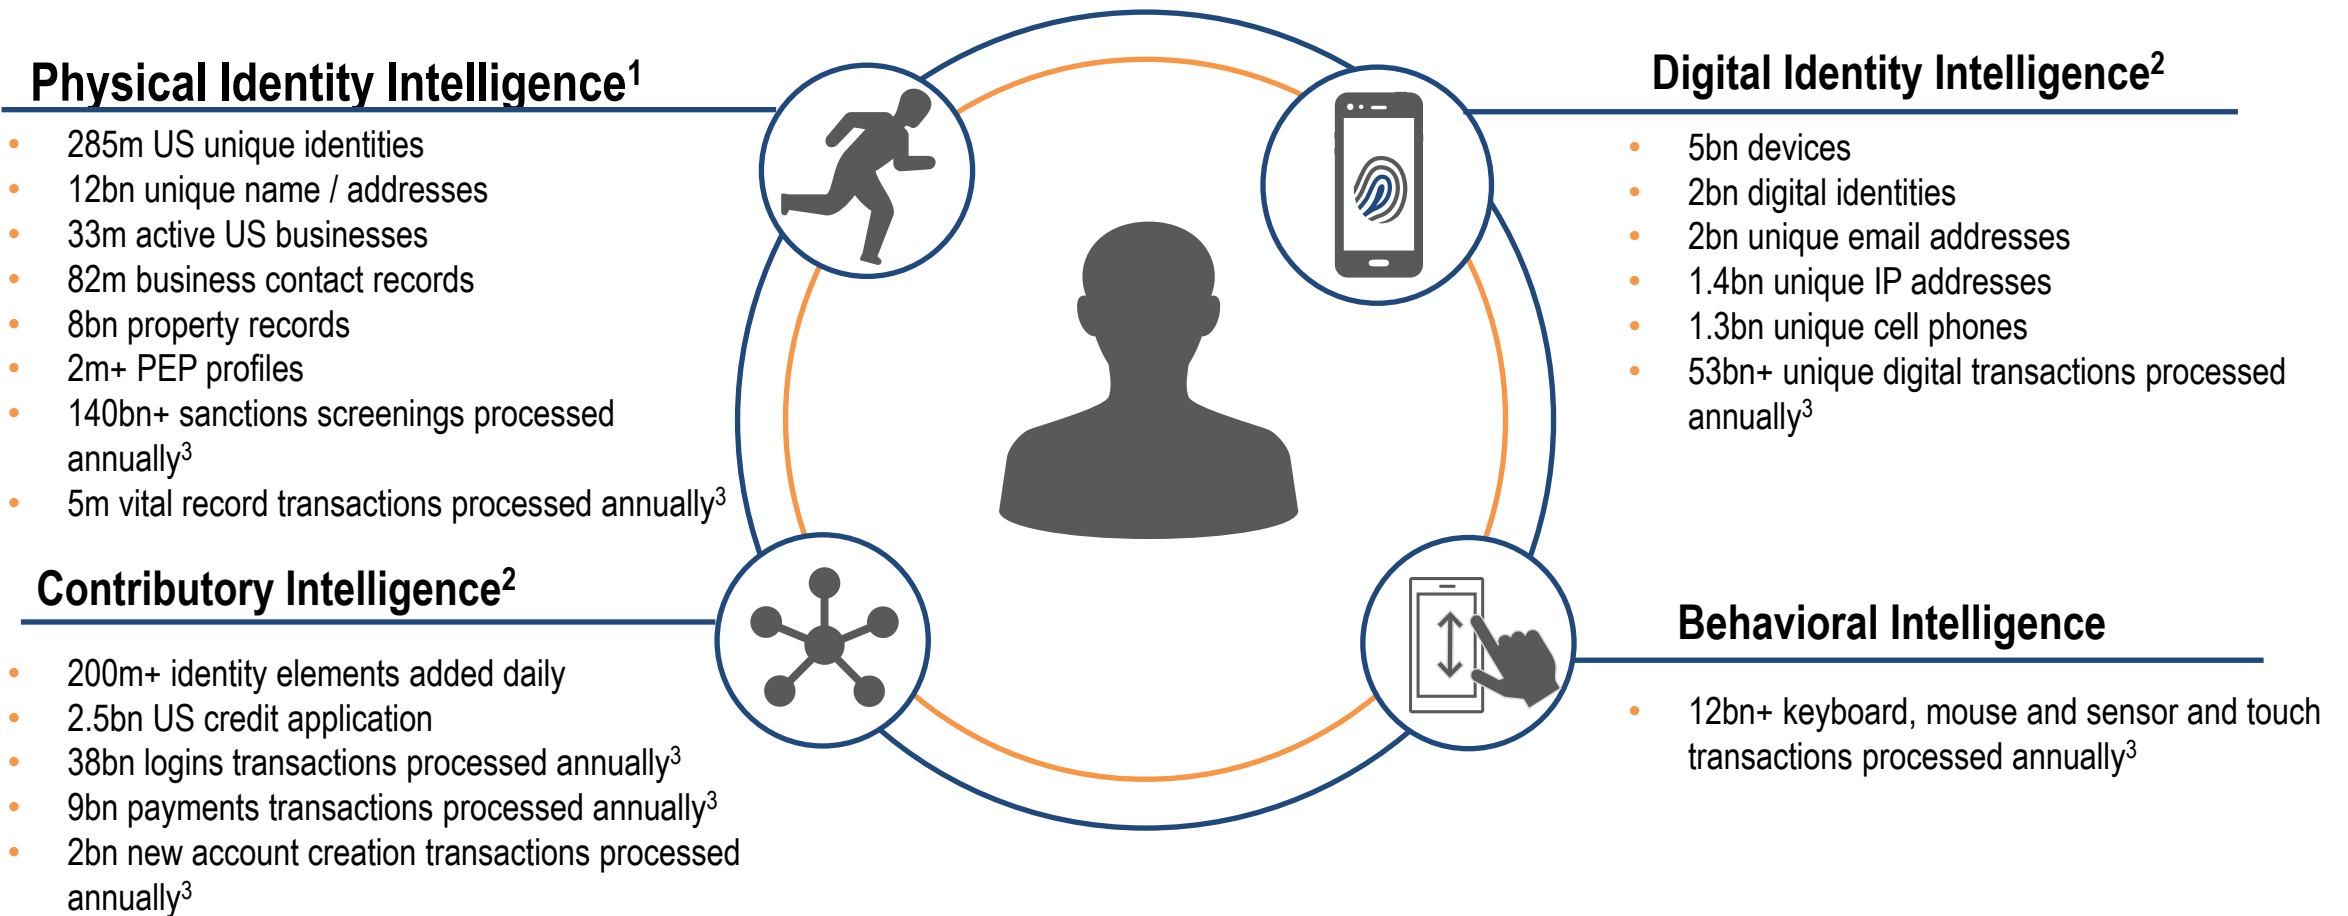 Physical Identity Intelligence¹
• 285m US unique identities
• 12bn unique name / addresses
• 33m active US businesses
• 82m business contact records
• 8bn property records
• 2m+ PEP profiles
• 140bn+ sanctions screenings processed
annually³
• 5m vital record transactions processed annually³
Contributory Intelligence²
• 200m+ identity elements added daily
• 2.5bn US credit application
• 38bn logins transactions processed annually³
• 9bn payments transactions processed annually³
• 2bn new account creation transactions processed
annually³
Digital Identity Intelligence²
• 5bn devices
• 2bn digital identities
• 2bn unique email addresses
• 1.4bn unique IP addresses
• 1.3bn unique cell phones
• 53bn+ unique digital transactions processed
annually³
Behavioral Intelligence
• 12bn+ keyboard, mouse and sensor and touch
transactions processed annually³